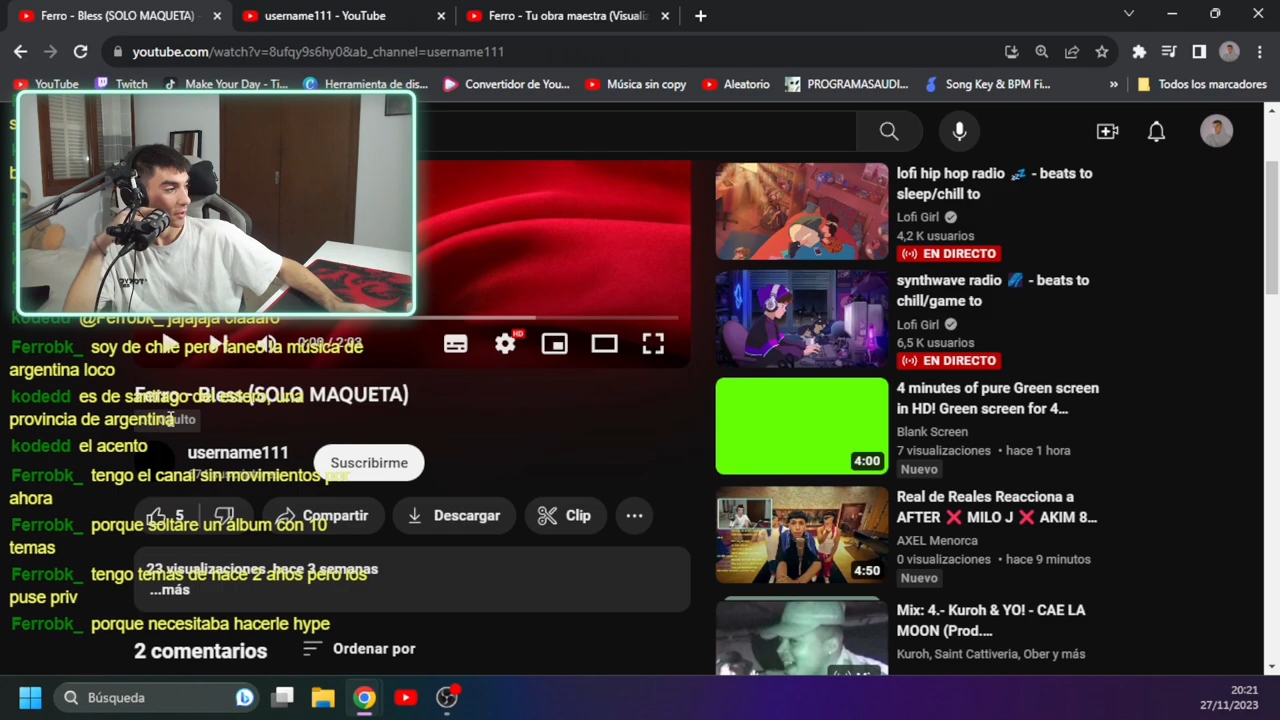 Ferro - Bless (SOLO MAQUETA) -
username111 - YouTube
Ferro - Tu obra maestra (Visuali
youtube.com/watch?v=8ufqy9s6hy0&ab_channel=username111
YouTube
Twitch
Make Your Day - Ti...
Herramienta de dis...
Convertidor de You...
Música sin copy
Aleatorio
PROGRAMASAUDI...
Song Key & BPM Fi...
»
Todos los marcadores
lofi hip hop radio 💤 - beats to
sleep/chill to
Lofi Girl
4,2 K usuarios
EN DIRECTO
synthwave radio 🌌 - beats to
chill/game to
Lofi Girl
6,5 K usuarios
EN DIRECTO
4 minutes of pure Green screen
in HD! Green screen for 4...
Blank Screen
7 visualizaciones · hace 1 hora
Nuevo
4:00
Real de Reales Reacciona a
AFTER ❌ MILO J ❌ AKIM 8...
AXEL Menorca
0 visualizaciones · hace 9 minutos
Nuevo
4:50
Mix: 4.- Kuroh & YO! - CAE LA
MOON (Prod....
Kuroh, Saint Cattiveria, Ober y más
kodedd @Ferrobk_ jajajaja claaaro
0:00 / 2:03
HD
Ferrobk_ soy de chile pero laneo la música de
argentina loco
Ferro - Bless (SOLO MAQUETA)
kodedd es de santiago del estero, una
provincia de argentina
kodedd el acento
username111
Suscribirme
Ferrobk_ tengo el canal sin movimientos por
ahora
5
Compartir
Descargar
Clip
Ferrobk_ porque soltare un álbum con 10
temas
23 visualizaciones hace 3 semanas
...más
Ferrobk_ tengo temas de hace 2 años pero los
puse priv
Ferrobk_ porque necesitaba hacerle hype
2 comentarios
Ordenar por
Búsqueda
20:21
27/11/2023